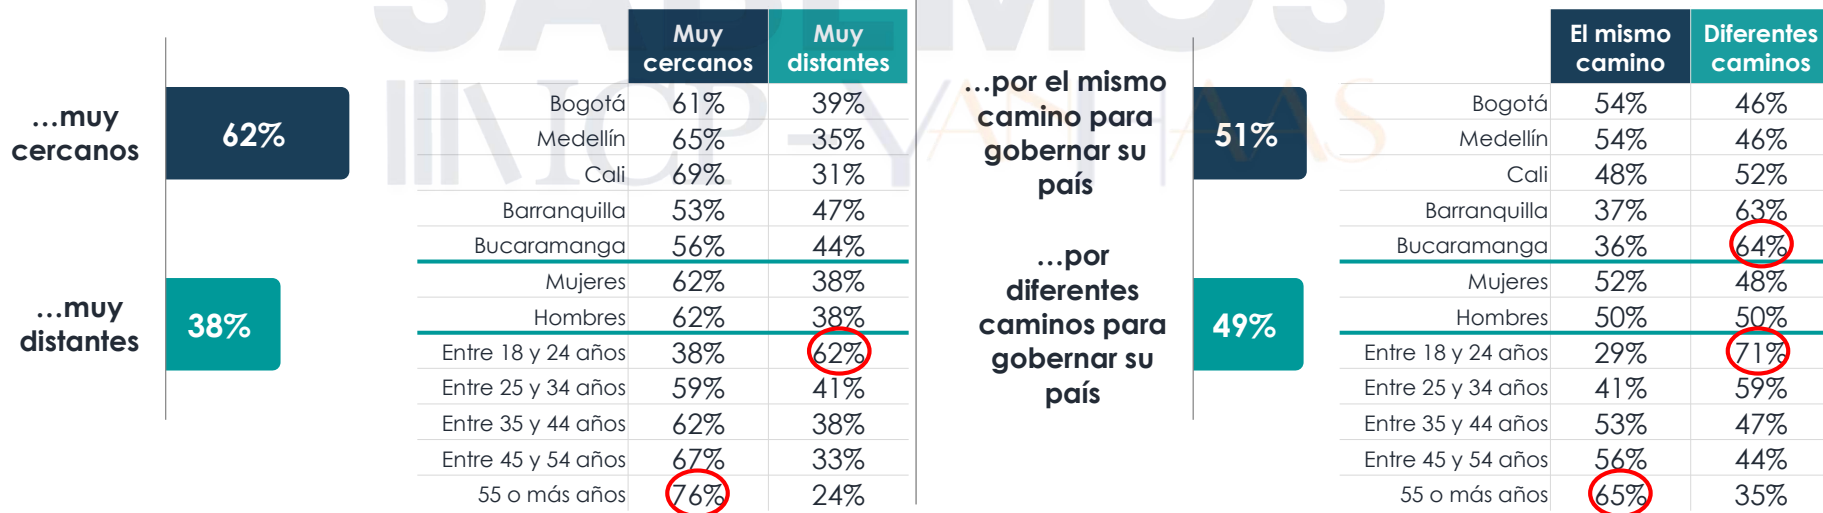 SABEMOS
ICP - YANHAAS
…muy
cercanos
62%
…muy
distantes
38%
Muy cercanos Muy distantes
Bogotá 61% 39%
Medellín 65% 35%
Cali 69% 31%
Barranquilla 53% 47%
Bucaramanga 56% 44%
Mujeres 62% 38%
Hombres 62% 38%
Entre 18 y 24 años 38% 62%
Entre 25 y 34 años 59% 41%
Entre 35 y 44 años 62% 38%
Entre 45 y 54 años 67% 33%
55 o más años 76% 24%
…por el mismo
camino para
gobernar su
país
51%
…por
diferentes
caminos para
gobernar su
país
49%
El mismo camino Diferentes caminos
Bogotá 54% 46%
Medellín 54% 46%
Cali 48% 52%
Barranquilla 37% 63%
Bucaramanga 36% 64%
Mujeres 52% 48%
Hombres 50% 50%
Entre 18 y 24 años 29% 71%
Entre 25 y 34 años 41% 59%
Entre 35 y 44 años 53% 47%
Entre 45 y 54 años 56% 44%
55 o más años 65% 35%